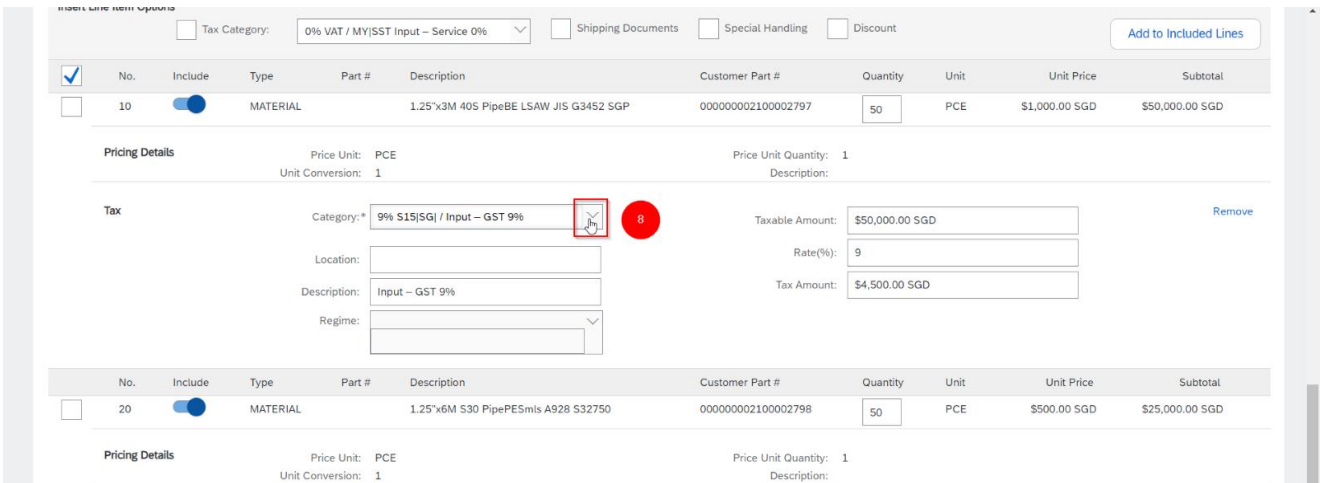 Insert Line Item Options
Tax Category: 0% VAT / MY|SST Input – Service 0% Shipping Documents Special Handling Discount Add to Included Lines
No. Include Type Part # Description Customer Part # Quantity Unit Unit Price Subtotal
10 MATERIAL 1.25"x3M 40S PipeBE LSAW JIS G3452 SGP 000000002100002797 50 PCE $1,000.00 SGD $50,000.00 SGD
Pricing Details Price Unit: PCE Price Unit Quantity: 1
Unit Conversion: 1 Description:
Tax Category:* 9% S15|SG| / Input – GST 9% 8 Taxable Amount: $50,000.00 SGD Remove
Location: Rate(%): 9
Description: Input – GST 9% Tax Amount: $4,500.00 SGD
Regime:
No. Include Type Part # Description Customer Part # Quantity Unit Unit Price Subtotal
20 MATERIAL 1.25"x6M S30 PipePESmls A928 S32750 000000002100002798 50 PCE $500.00 SGD $25,000.00 SGD
Pricing Details Price Unit: PCE Price Unit Quantity: 1
Unit Conversion: 1 Description: